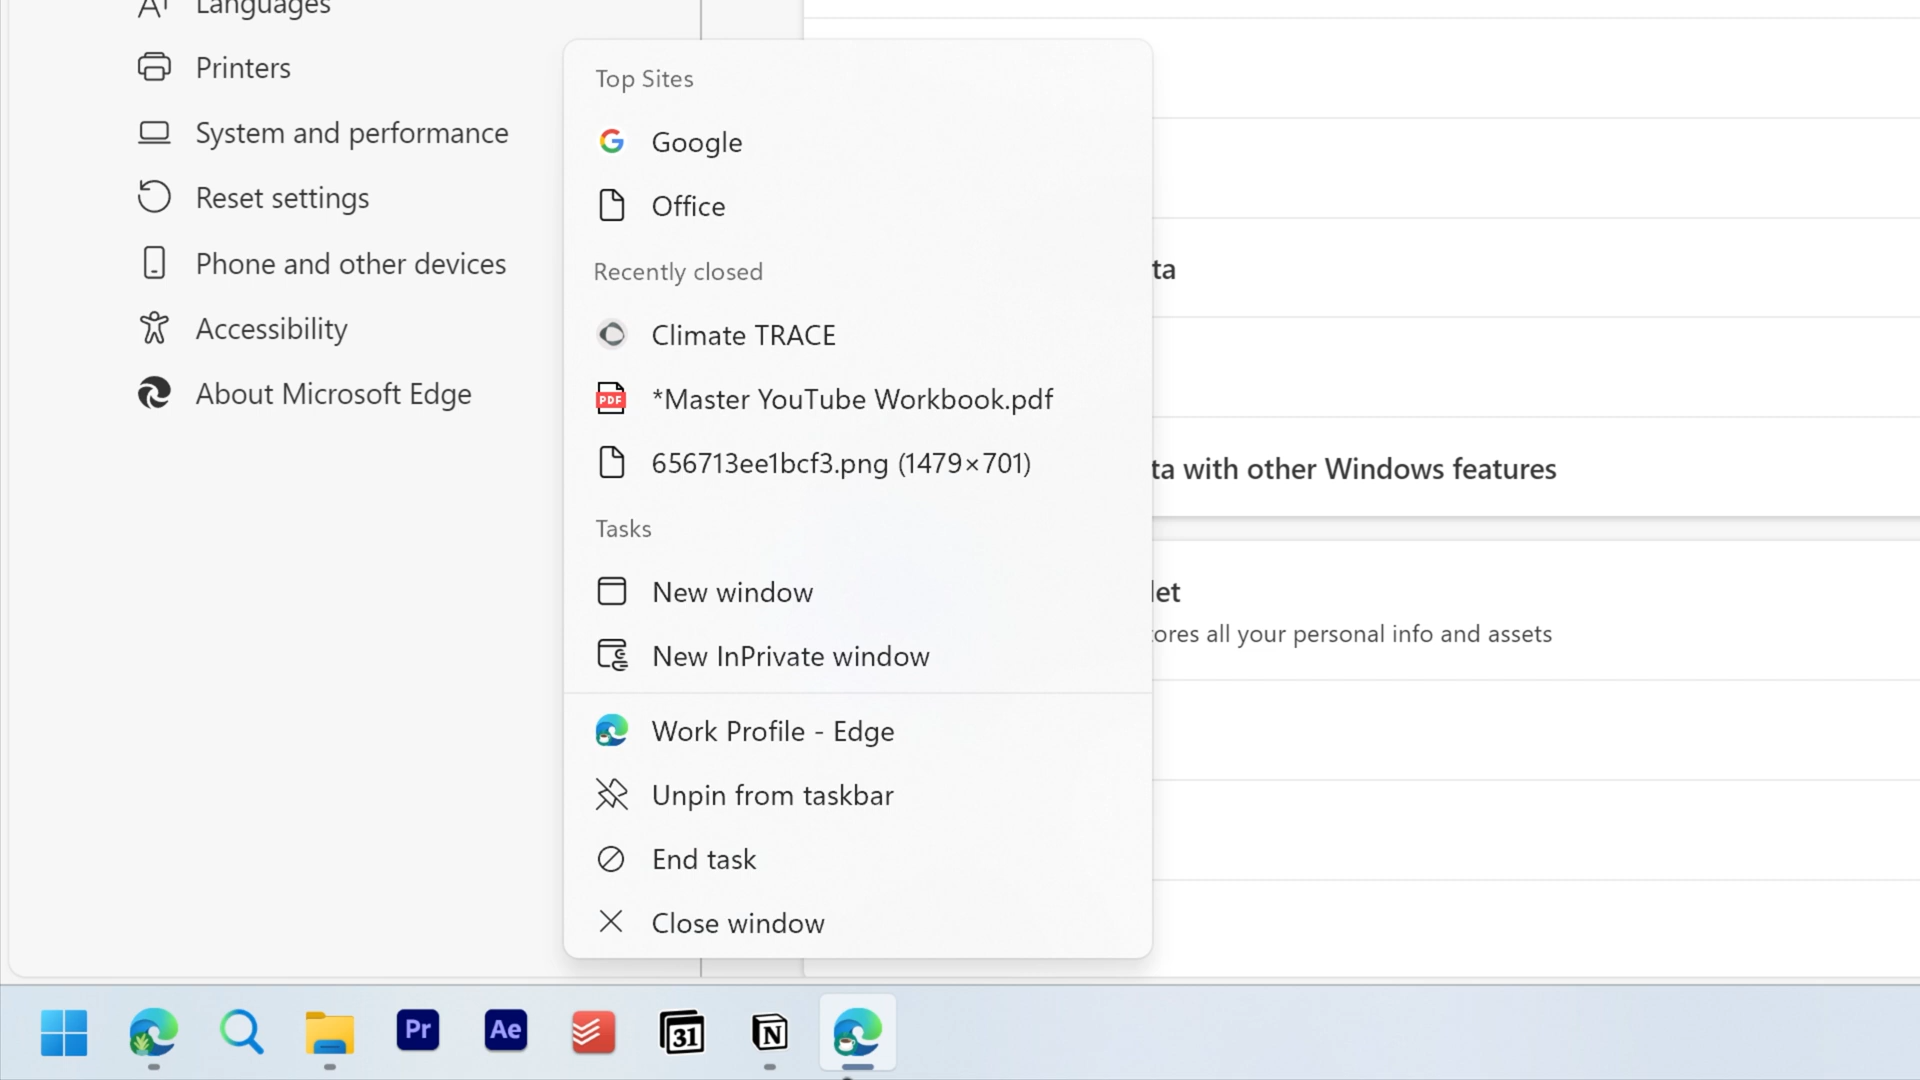 Languages
Printers
System and performance
Reset settings
Phone and other devices
Accessibility
About Microsoft Edge
Top Sites
Google
Office
Recently closed
Climate TRACE
*Master YouTube Workbook.pdf
656713ee1bcf3.png (1479×701)
Tasks
New window
New InPrivate window
Work Profile - Edge
Unpin from taskbar
End task
Close window
ta
ta with other Windows features
let
ores all your personal info and assets
Pr
Ae
31
N